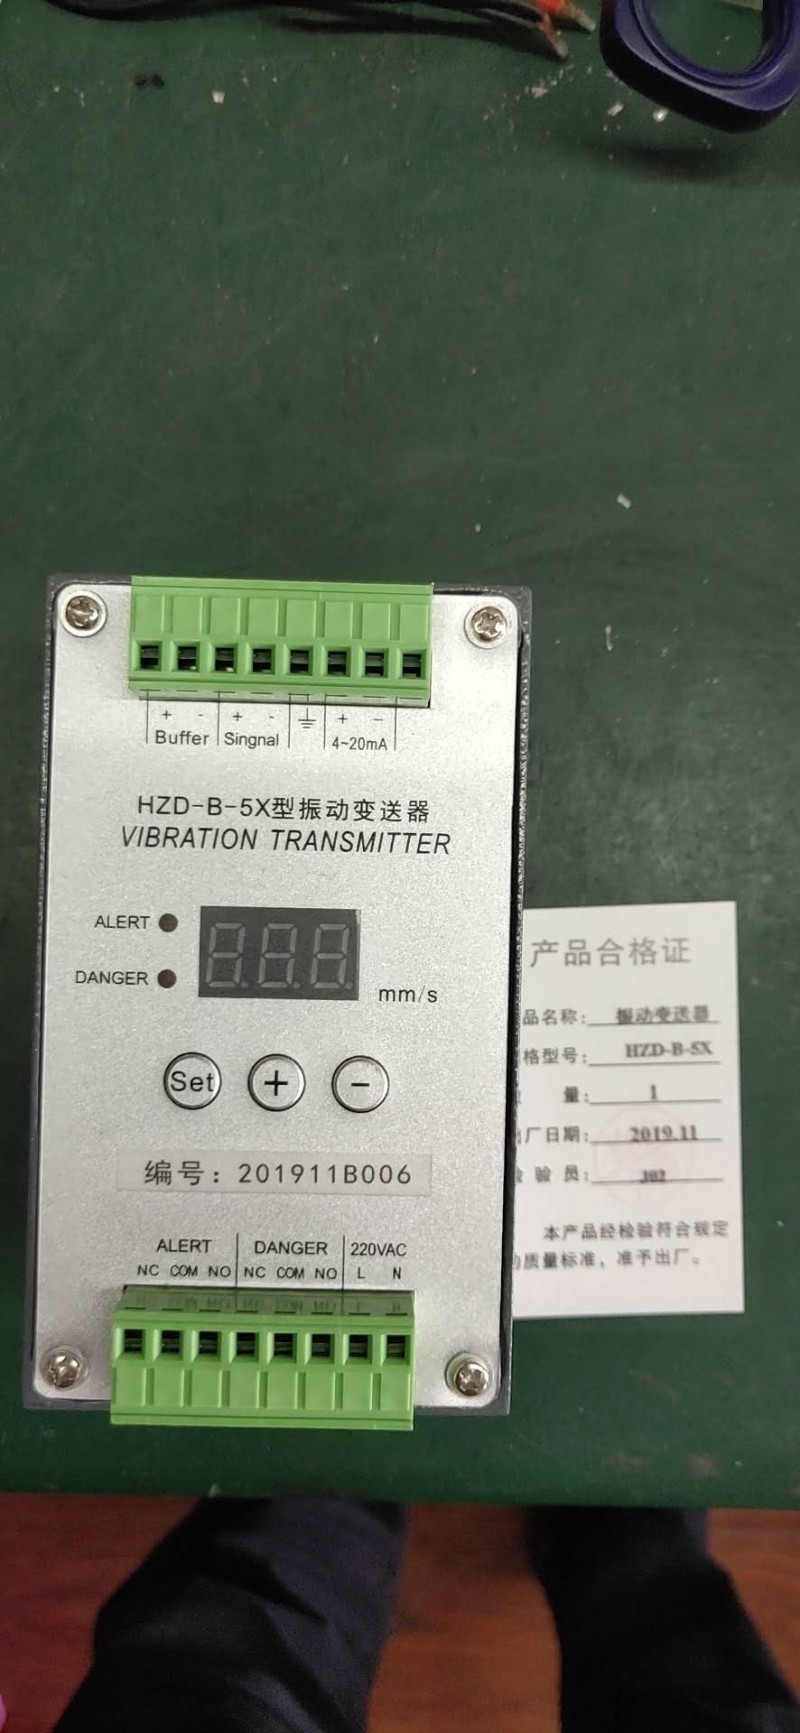 + - + - + -
Buffer Singnal 4~20mA
HZD-B-5X型振动变送器
VIBRATION TRANSMITTER
ALERT
DANGER
mm/s
Set + -
编号：201911B006
ALERT DANGER 220VAC
NC COM NO NC COM NO L N
产品合格证
品名称：振动变送器
格型号：HZD-B-5X
量：1
厂日期：2019.11
验员：J02
本产品经检验符合规定
质量标准，准予出厂。